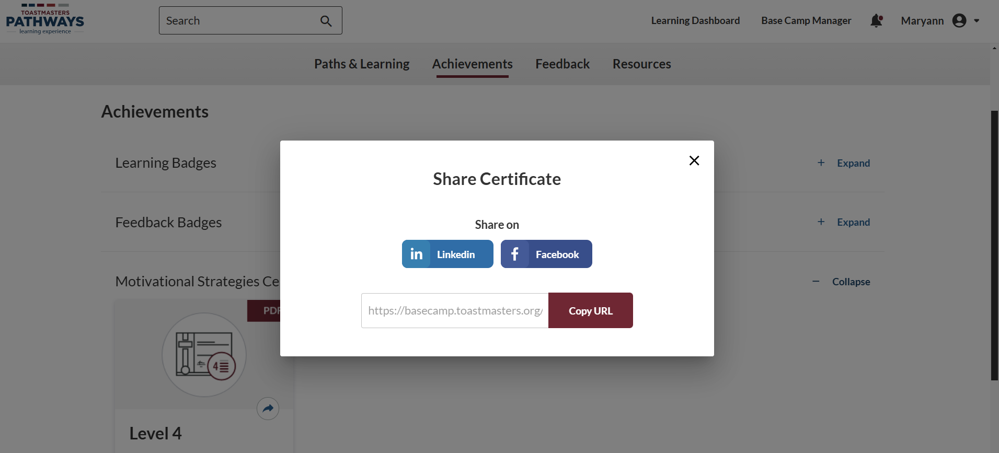 TOASTMASTERS
PATHWAYS
learning experience
Search
Learning Dashboard
Base Camp Manager
Maryann
Paths & Learning
Achievements
Feedback
Resources
Achievements
Learning Badges
+ Expand
Feedback Badges
+ Expand
Motivational Strategies Ce
− Collapse
PDF
4
Level 4
Share Certificate
Share on
in Linkedin
f Facebook
https://basecamp.toastmasters.org/
Copy URL